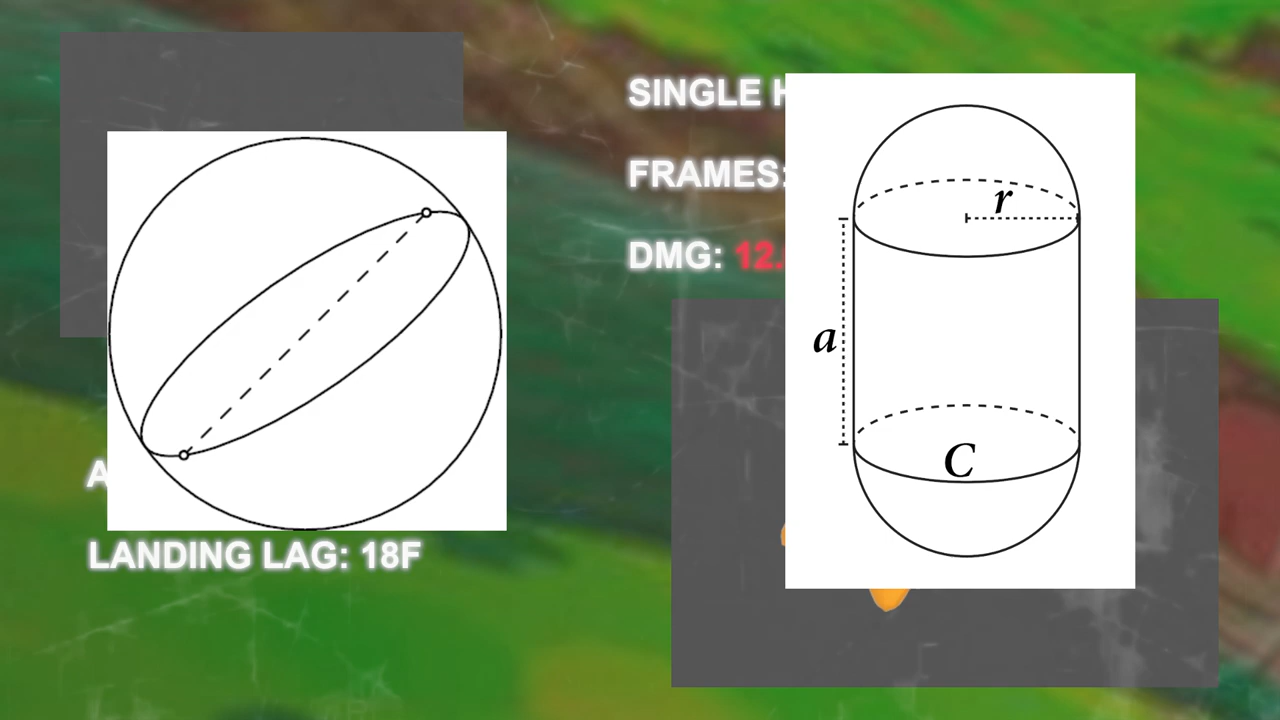 SINGLE
FRAMES:
DMG: 12.
r
a
C
LANDING LAG: 18F